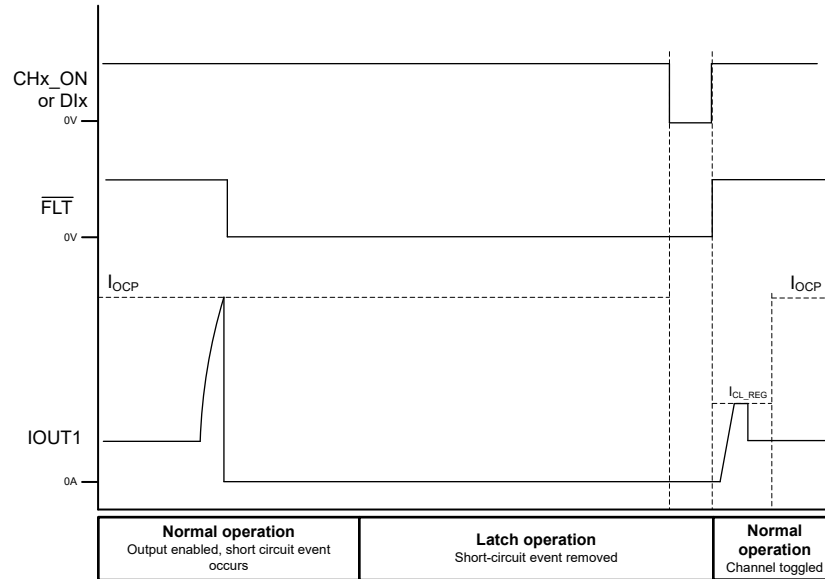 CHx_ON
or DIx
0V
FLT
0V
IOCP
IOCP
ICL_REG
IOUT1
0A
Normal operation
Output enabled, short circuit event
occurs
Latch operation
Short-circuit event removed
Normal
operation
Channel toggled